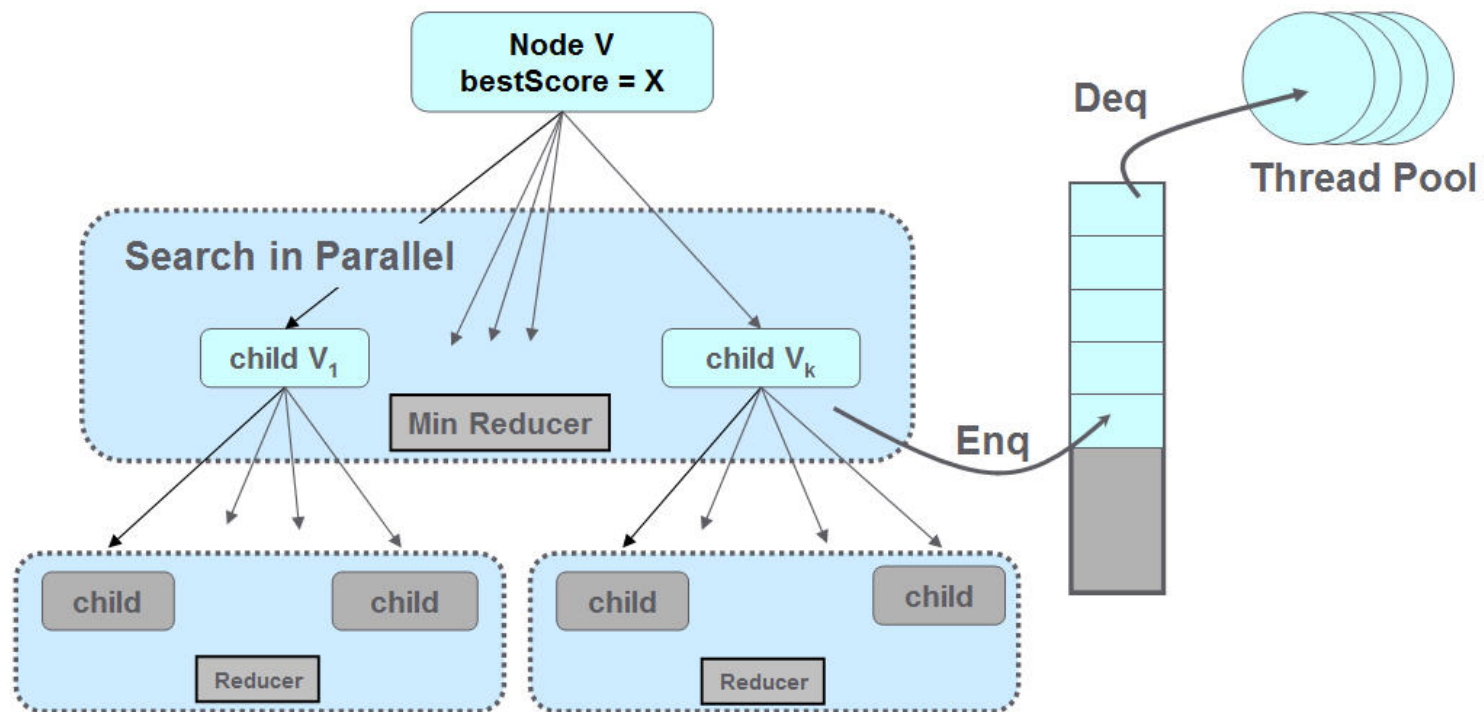 Node V
bestScore = X
Deq
Thread Pool
Search in Parallel
child V₁
child Vₖ
Min Reducer
Enq
child
child
child
child
Reducer
Reducer